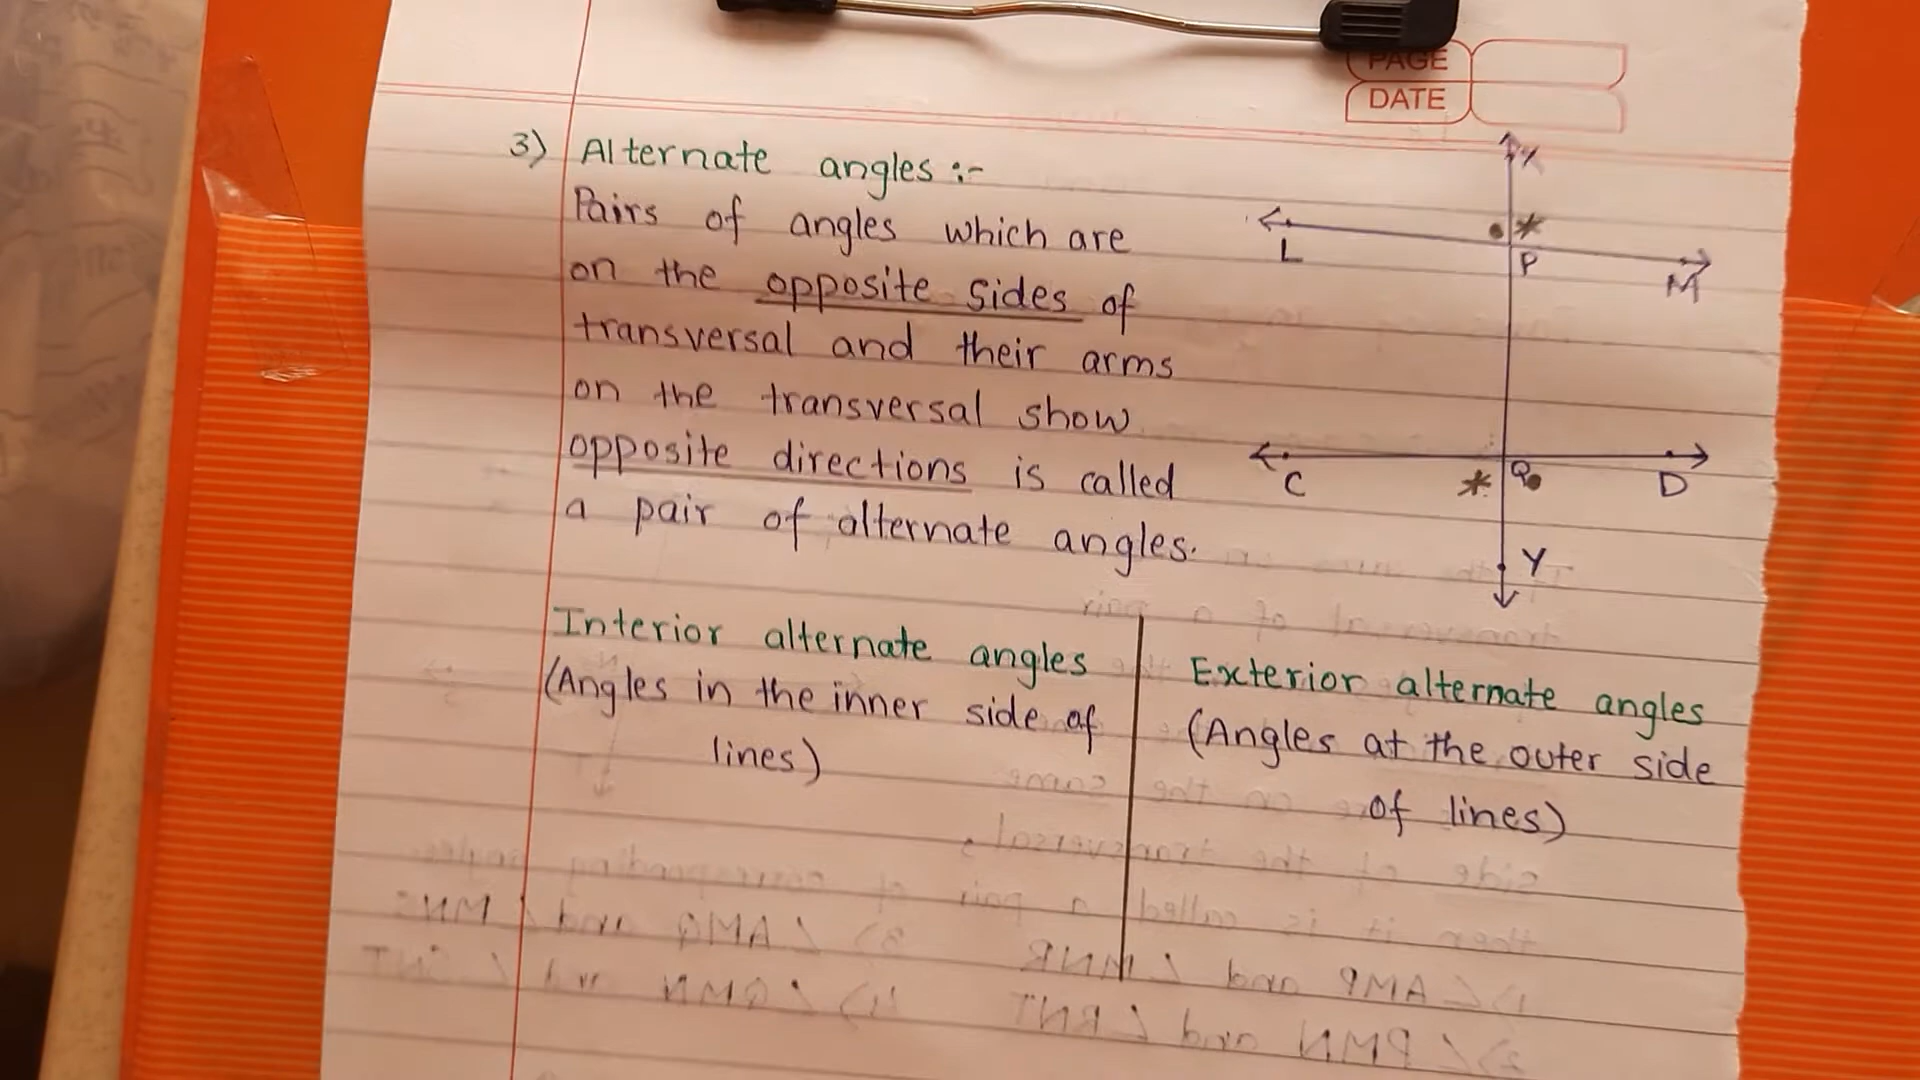 PAGE
DATE
3) Alternate angles :-
Pairs of angles which are
on the opposite sides of
transversal and their arms
on the transversal show
opposite directions is called
a pair of alternate angles.
X
L
P
M
C
Q
D
Y
Interior alternate angles
(Angles in the inner side of
lines)
Exterior alternate angles
(Angles at the outer side
of lines)